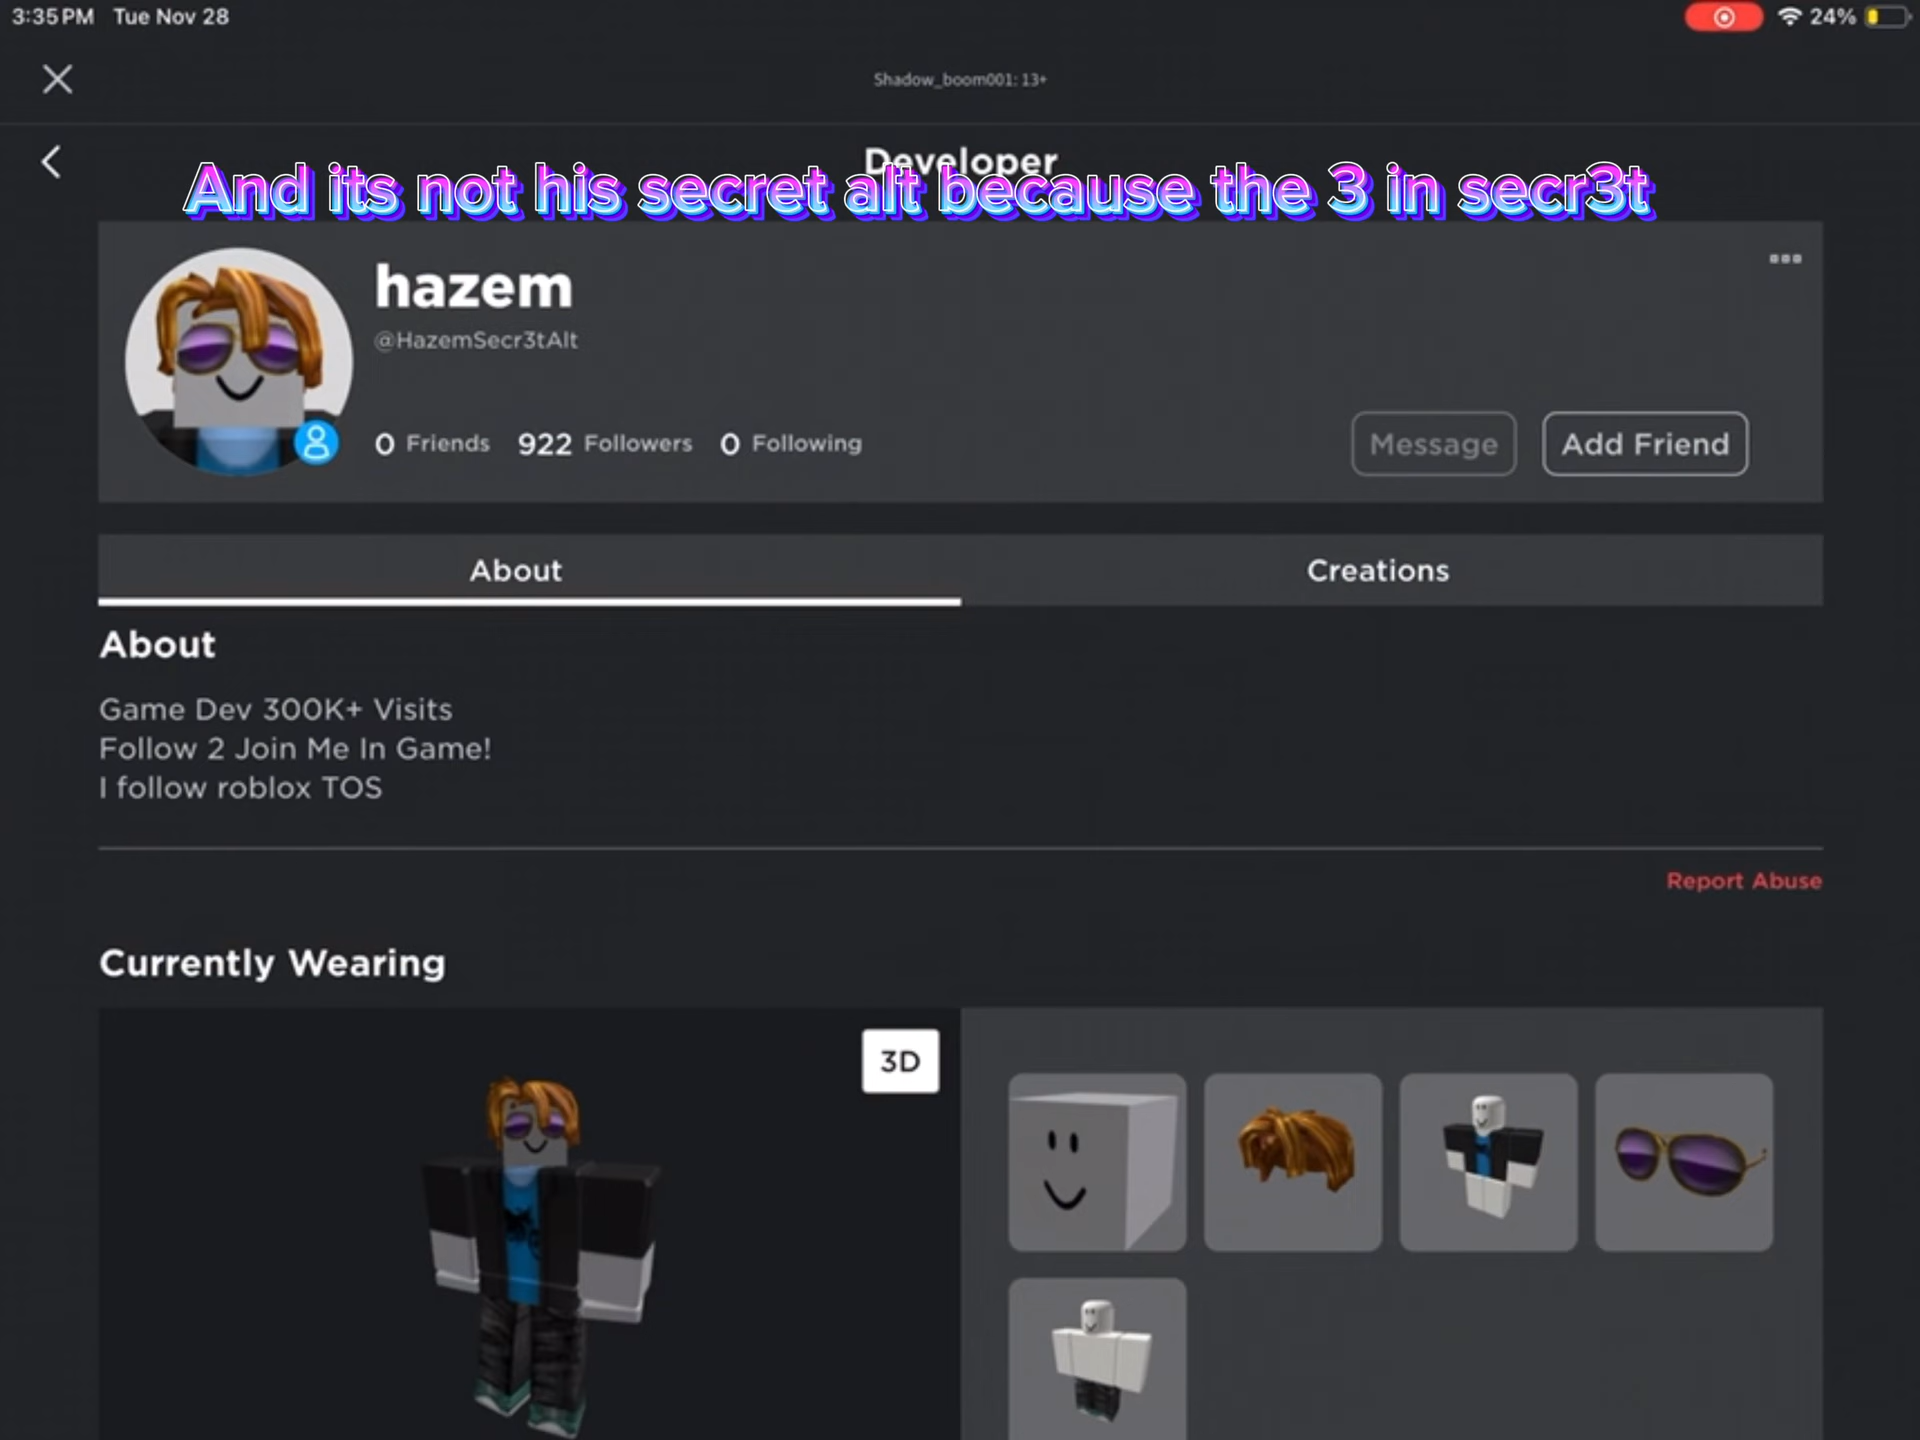 3:35 PM Tue Nov 28
24%
Shadow_boom001: 13+
Developer
And its not his secret alt because the 3 in secr3t
hazem
@HazemSecr3tAlt
0 Friends 922 Followers 0 Following
Message
Add Friend
About
Creations
About
Game Dev 300K+ Visits
Follow 2 Join Me In Game!
I follow roblox TOS
Report Abuse
Currently Wearing
3D